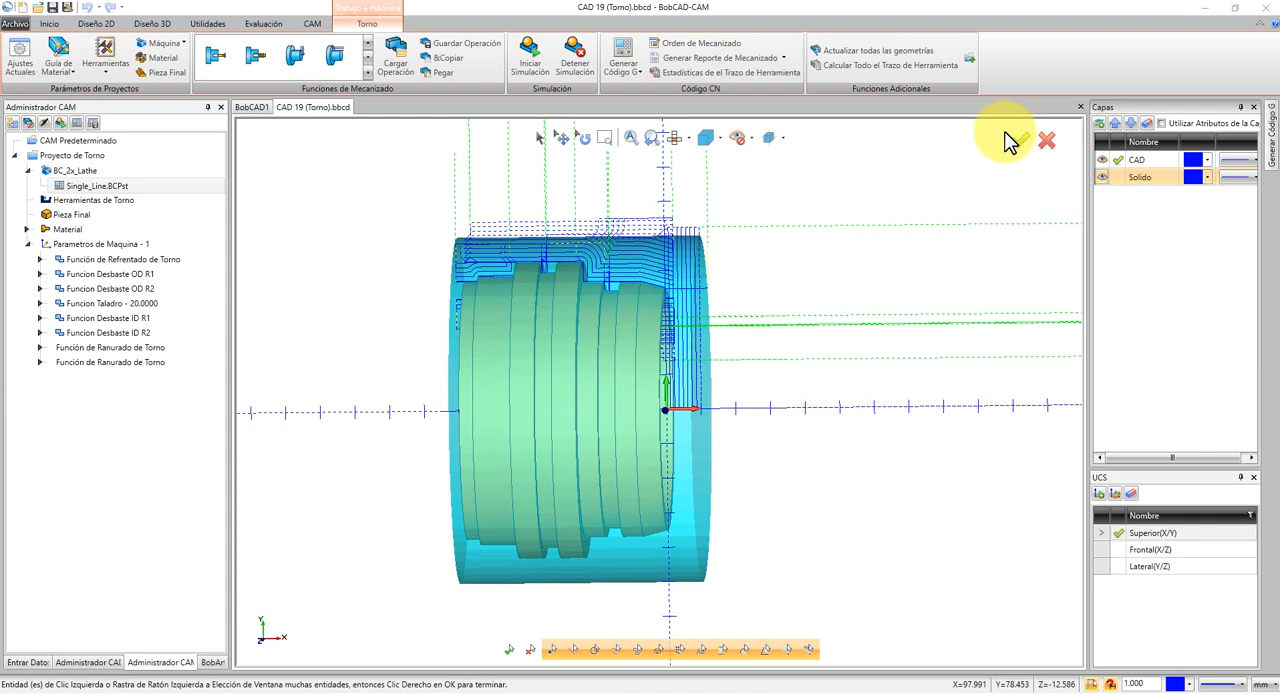 CAD 19 (Torno).bbcd - BobCAD-CAM
Trabajo a máquina
Archivo Inicio Diseño 2D Diseño 3D Utilidades Evaluación CAM Torno
Ajustes Actuales
Guía de Material
Herramientas
Máquina
Material
Pieza Final
Parámetros de Proyectos
Cargar Operación
Guardar Operación
&Copiar
Pegar
Funciones de Mecanizado
Iniciar Simulación
Detener Simulación
Simulación
Generar Código G
Orden de Mecanizado
Generar Reporte de Mecanizado
Estadísticas de el Trazo de Herramienta
Código CN
Actualizar todas las geometrías
Calcular Todo el Trazo de Herramienta
Funciones Adicionales
Administrador CAM
CAM Predeterminado
Proyecto de Torno
BC_2x_Lathe
Single_Line.BCPst
Herramientas de Torno
Pieza Final
Material
Parametros de Maquina - 1
Función de Refrentado de Torno
Funcion Desbaste OD R1
Funcion Desbaste OD R2
Funcion Taladro - 20.0000
Funcion Desbaste ID R1
Funcion Desbaste ID R2
Función de Ranurado de Torno
Función de Ranurado de Torno
Entrar Dato: Administrador CAI Administrador CAM BobAr
BobCAD1 CAD 19 (Torno).bbcd
Y
Z
X
Capas
Utilizar Atributos de la Ca
Nombre
CAD
Solido
UCS
Nombre
Superior(X/Y)
Frontal(X/Z)
Lateral(Y/Z)
Generar Código G
Entidad (es) de Clic Izquierda o Rastra de Ratón Izquierda a Elección de Ventana muchas entidades, entonces Clic Derecho en OK para terminar.
X=97.991 Y=78.453 Z=-12.586 1.000 mm